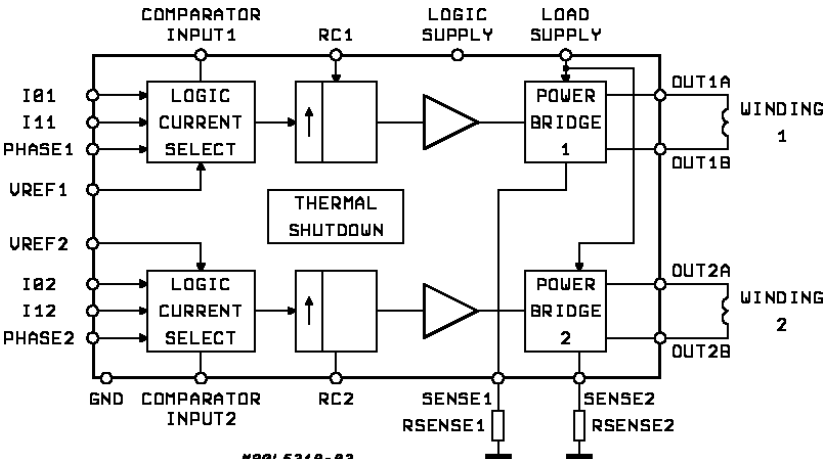 COMPARATOR
INPUT1
RC1
LOGIC
SUPPLY
LOAD
SUPPLY
I01
I11
PHASE1
VREF1
LOGIC
CURRENT
SELECT
POWER
BRIDGE
1
OUT1A
OUT1B
WINDING
1
THERMAL
SHUTDOWN
VREF2
I02
I12
PHASE2
LOGIC
CURRENT
SELECT
POWER
BRIDGE
2
OUT2A
OUT2B
WINDING
2
GND
COMPARATOR
INPUT2
RC2
SENSE1
RSENSE1
SENSE2
RSENSE2